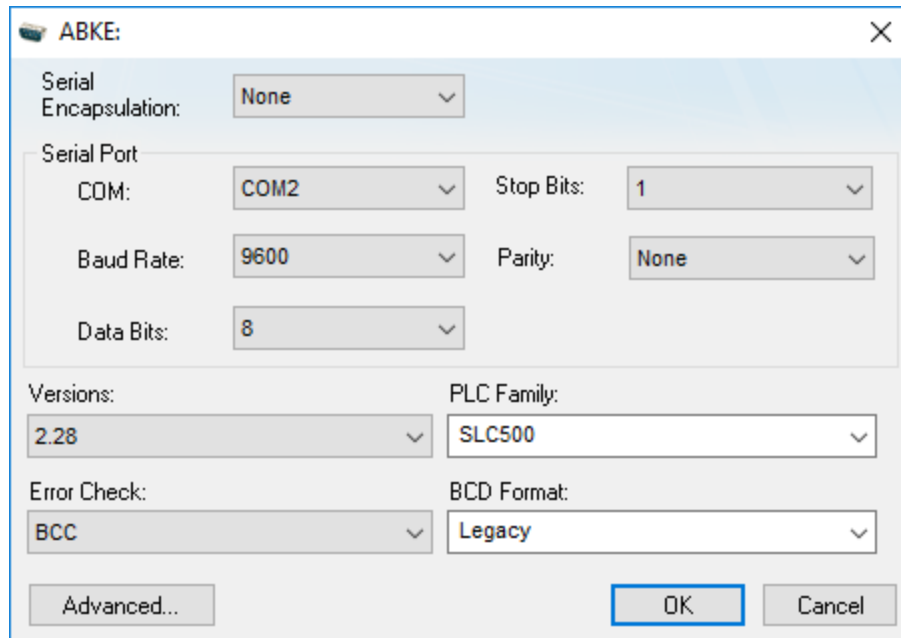 ABKE:
Serial
Encapsulation:
None
Serial Port
COM:
COM2
Stop Bits:
1
Baud Rate:
9600
Parity:
None
Data Bits:
8
Versions:
PLC Family:
2.28
SLC500
Error Check:
BCD Format:
BCC
Legacy
Advanced...
OK
Cancel